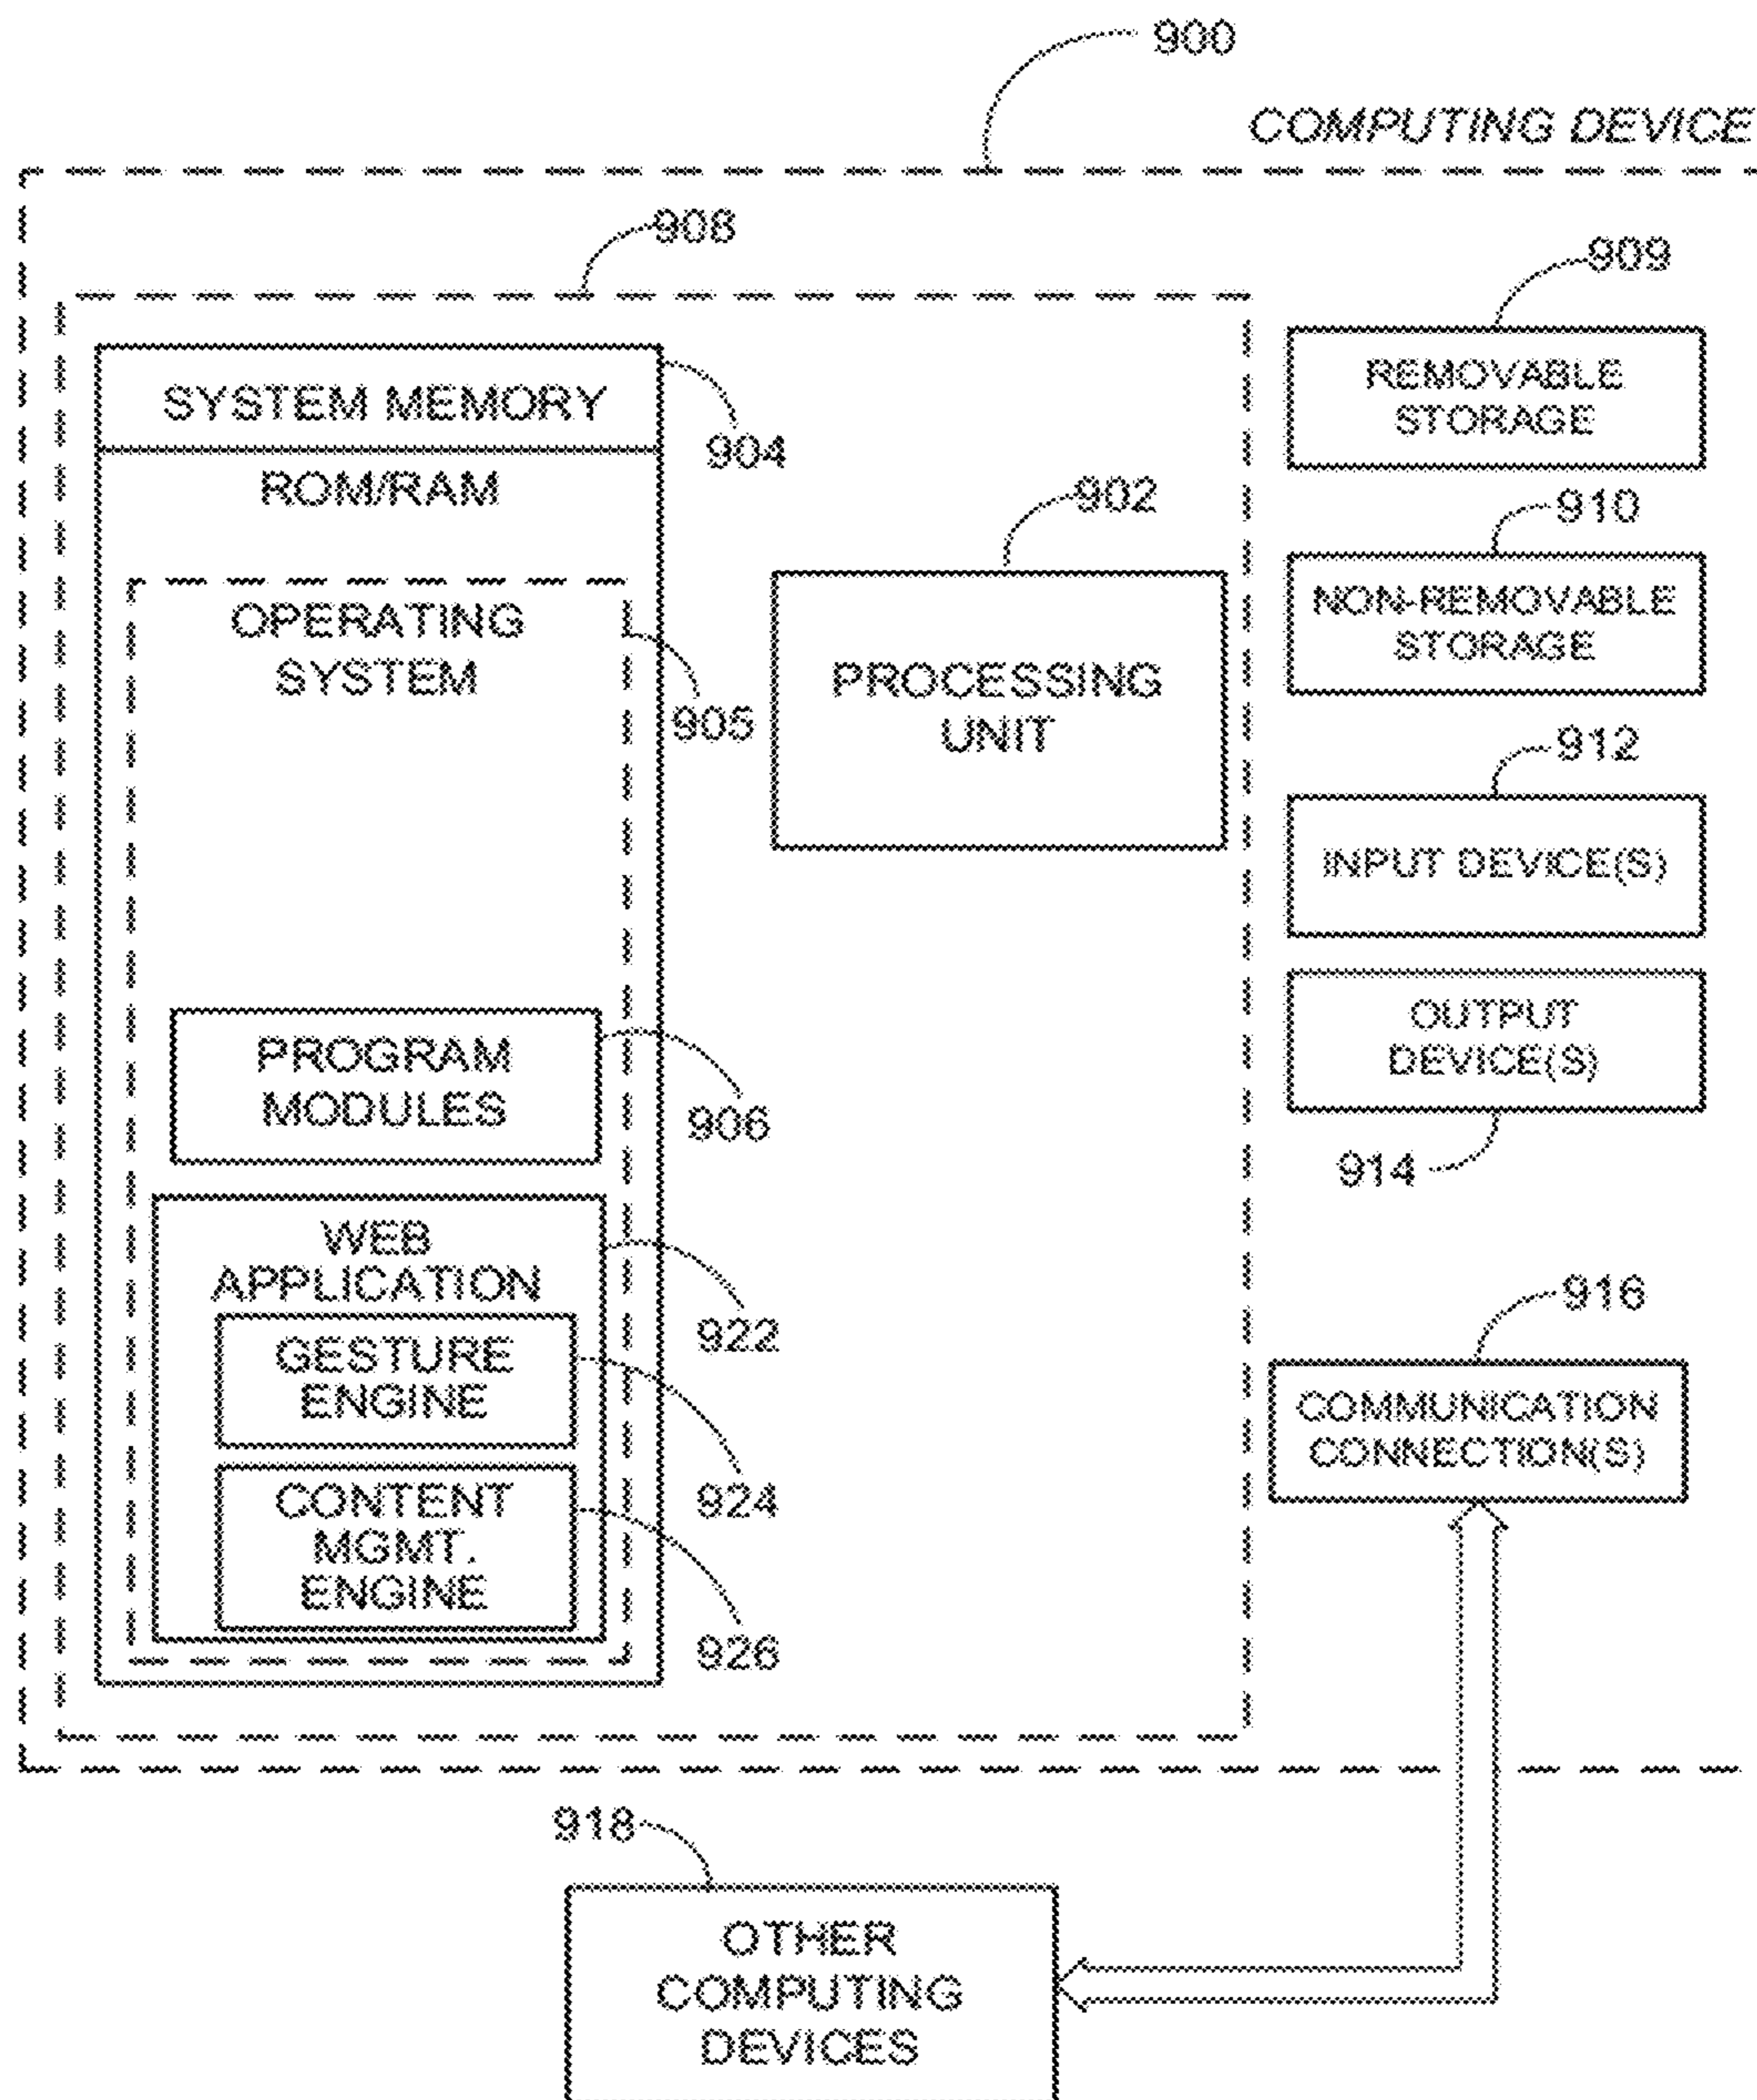 900
COMPUTING DEVICE
908
909
SYSTEM MEMORY
904
ROM/RAM
REMOVABLE
STORAGE
902
910
OPERATING
SYSTEM
905
PROCESSING
UNIT
NON-REMOVABLE
STORAGE
912
INPUT DEVICE(S)
PROGRAM
MODULES
906
OUTPUT
DEVICE(S)
914
WEB
APPLICATION
922
GESTURE
ENGINE
924
CONTENT
MGMT.
ENGINE
926
916
COMMUNICATION
CONNECTION(S)
918
OTHER
COMPUTING
DEVICES